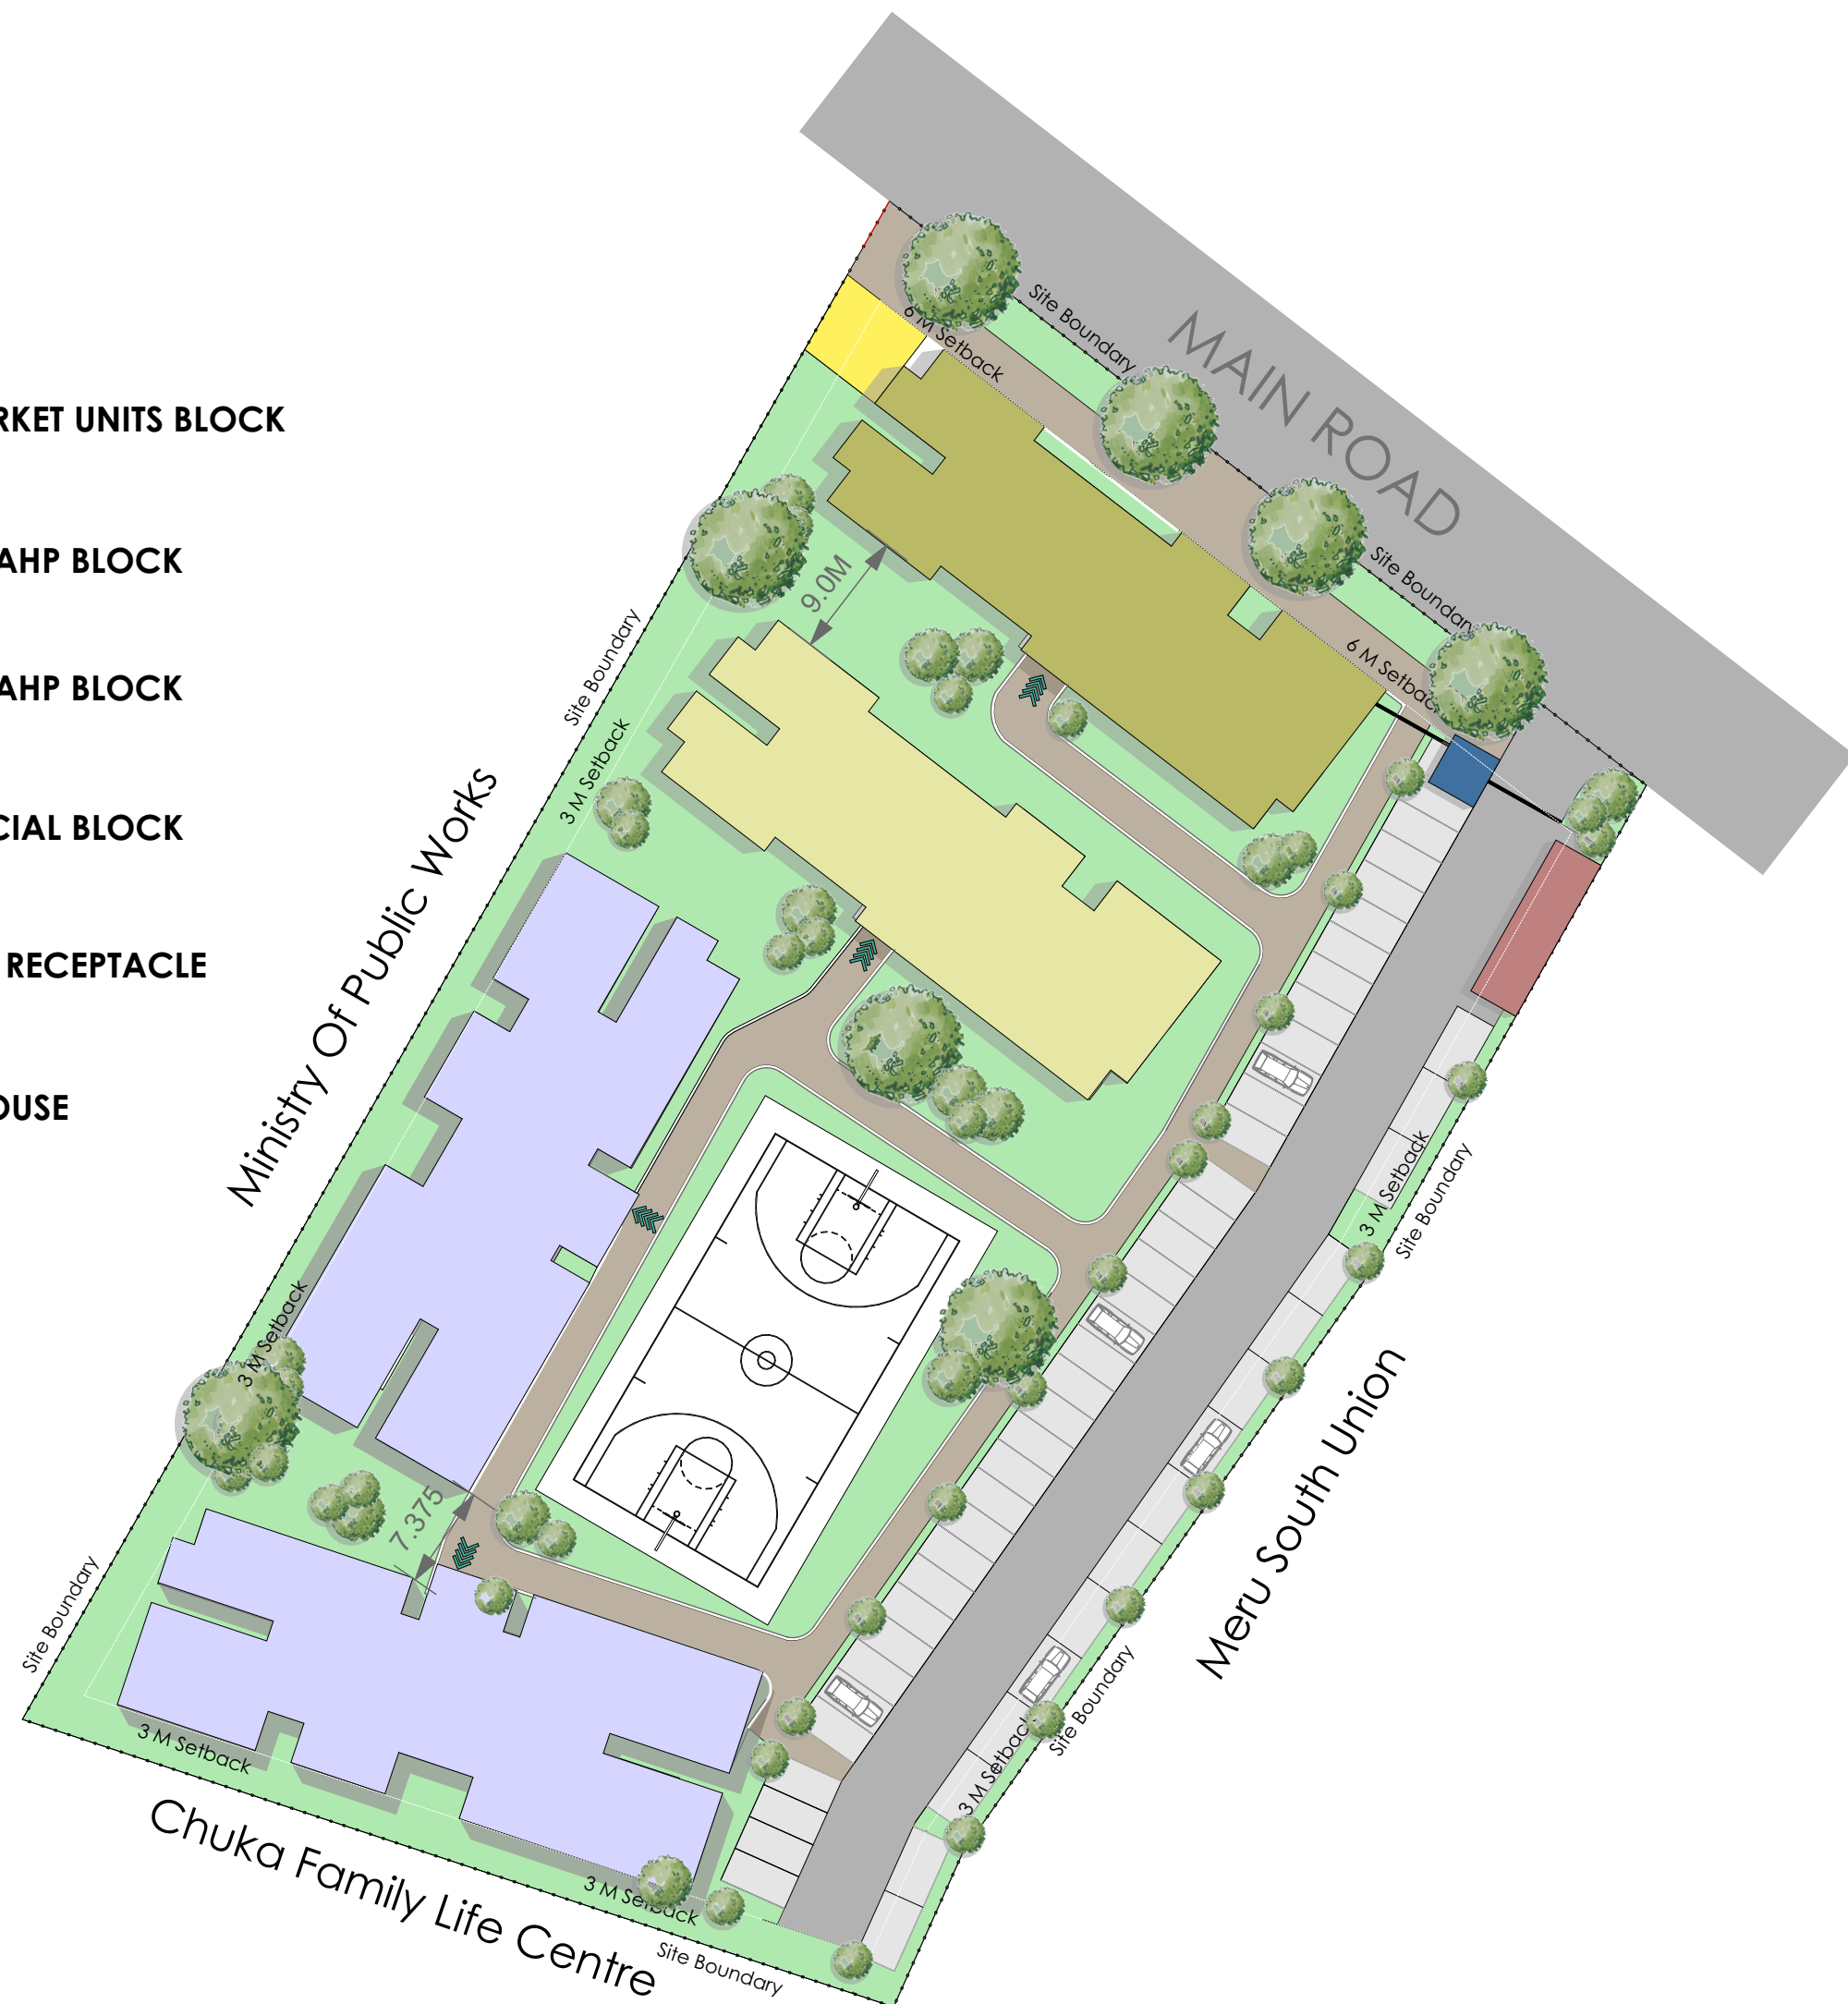 RKET UNITS BLOCK
AHP BLOCK
AHP BLOCK
CIAL BLOCK
RECEPTACLE
OUSE
MAIN ROAD
Site Boundary
6 M Setback
Site Boundary
6 M Setback
9.0M
Site Boundary
3 M Setback
Ministry Of Public Works
3 M Setback
Site Boundary
3 M Setback
7.375
Site Boundary
Meru South Union
3 M Setback
Site Boundary
3 M Setback
Chuka Family Life Centre
3 M Setback
Site Boundary